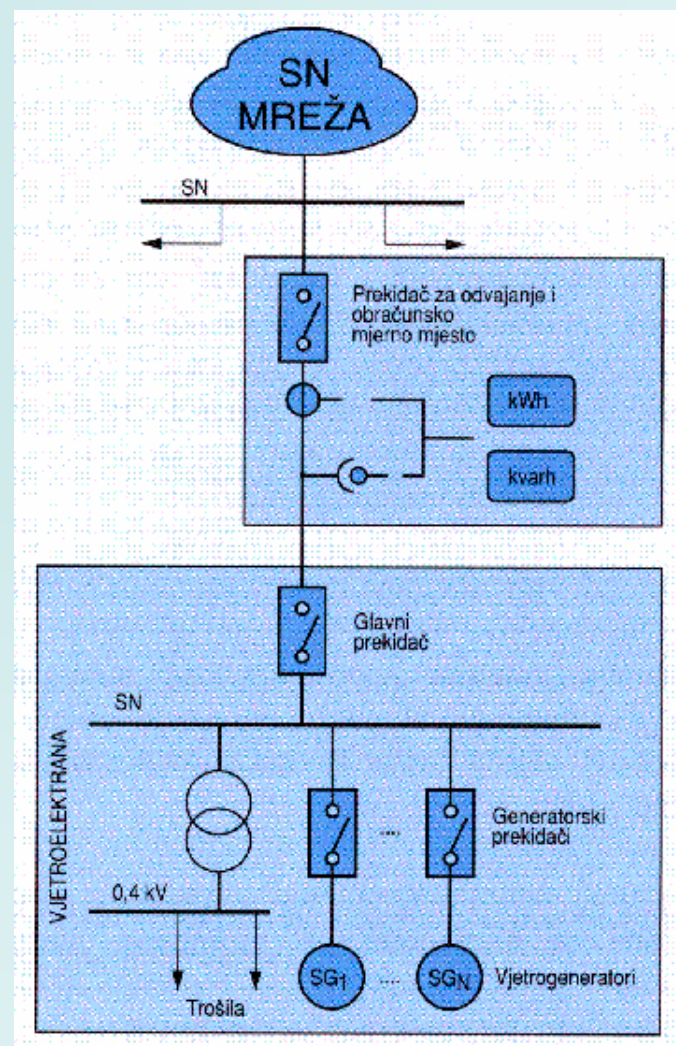 SN
MREŽA
SN
Prekidač za odvajanje i
obračunsko
mjerno mjesto
kWh
kvarh
Glavni
prekidač
SN
VJETROELEKTRANA
Generatorski
prekidači
....
0,4 kV
SG1 .... SGN Vjetrogeneratori
Trošila